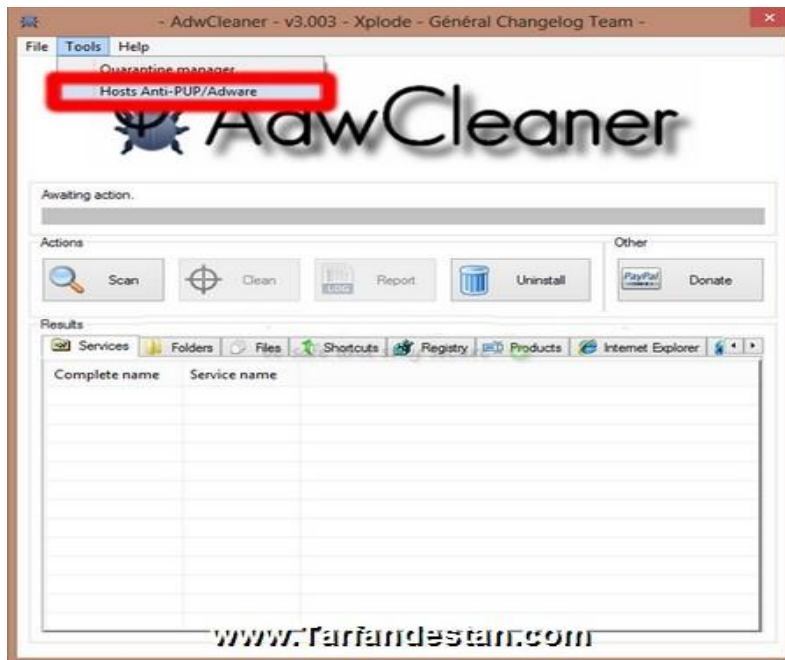 - AdwCleaner - v3.003 - Xplode - Général Changelog Team -
File Tools Help
Quarantine manager
Hosts Anti-PUP/Adware
AdwCleaner
Awaiting action.
Actions
Other
Scan Clean LOG Report Uninstall PayPal Donate
Results
Services Folders Files Shortcuts Registry Products Internet Explorer
Complete name Service name
www.Tarfandestan.com